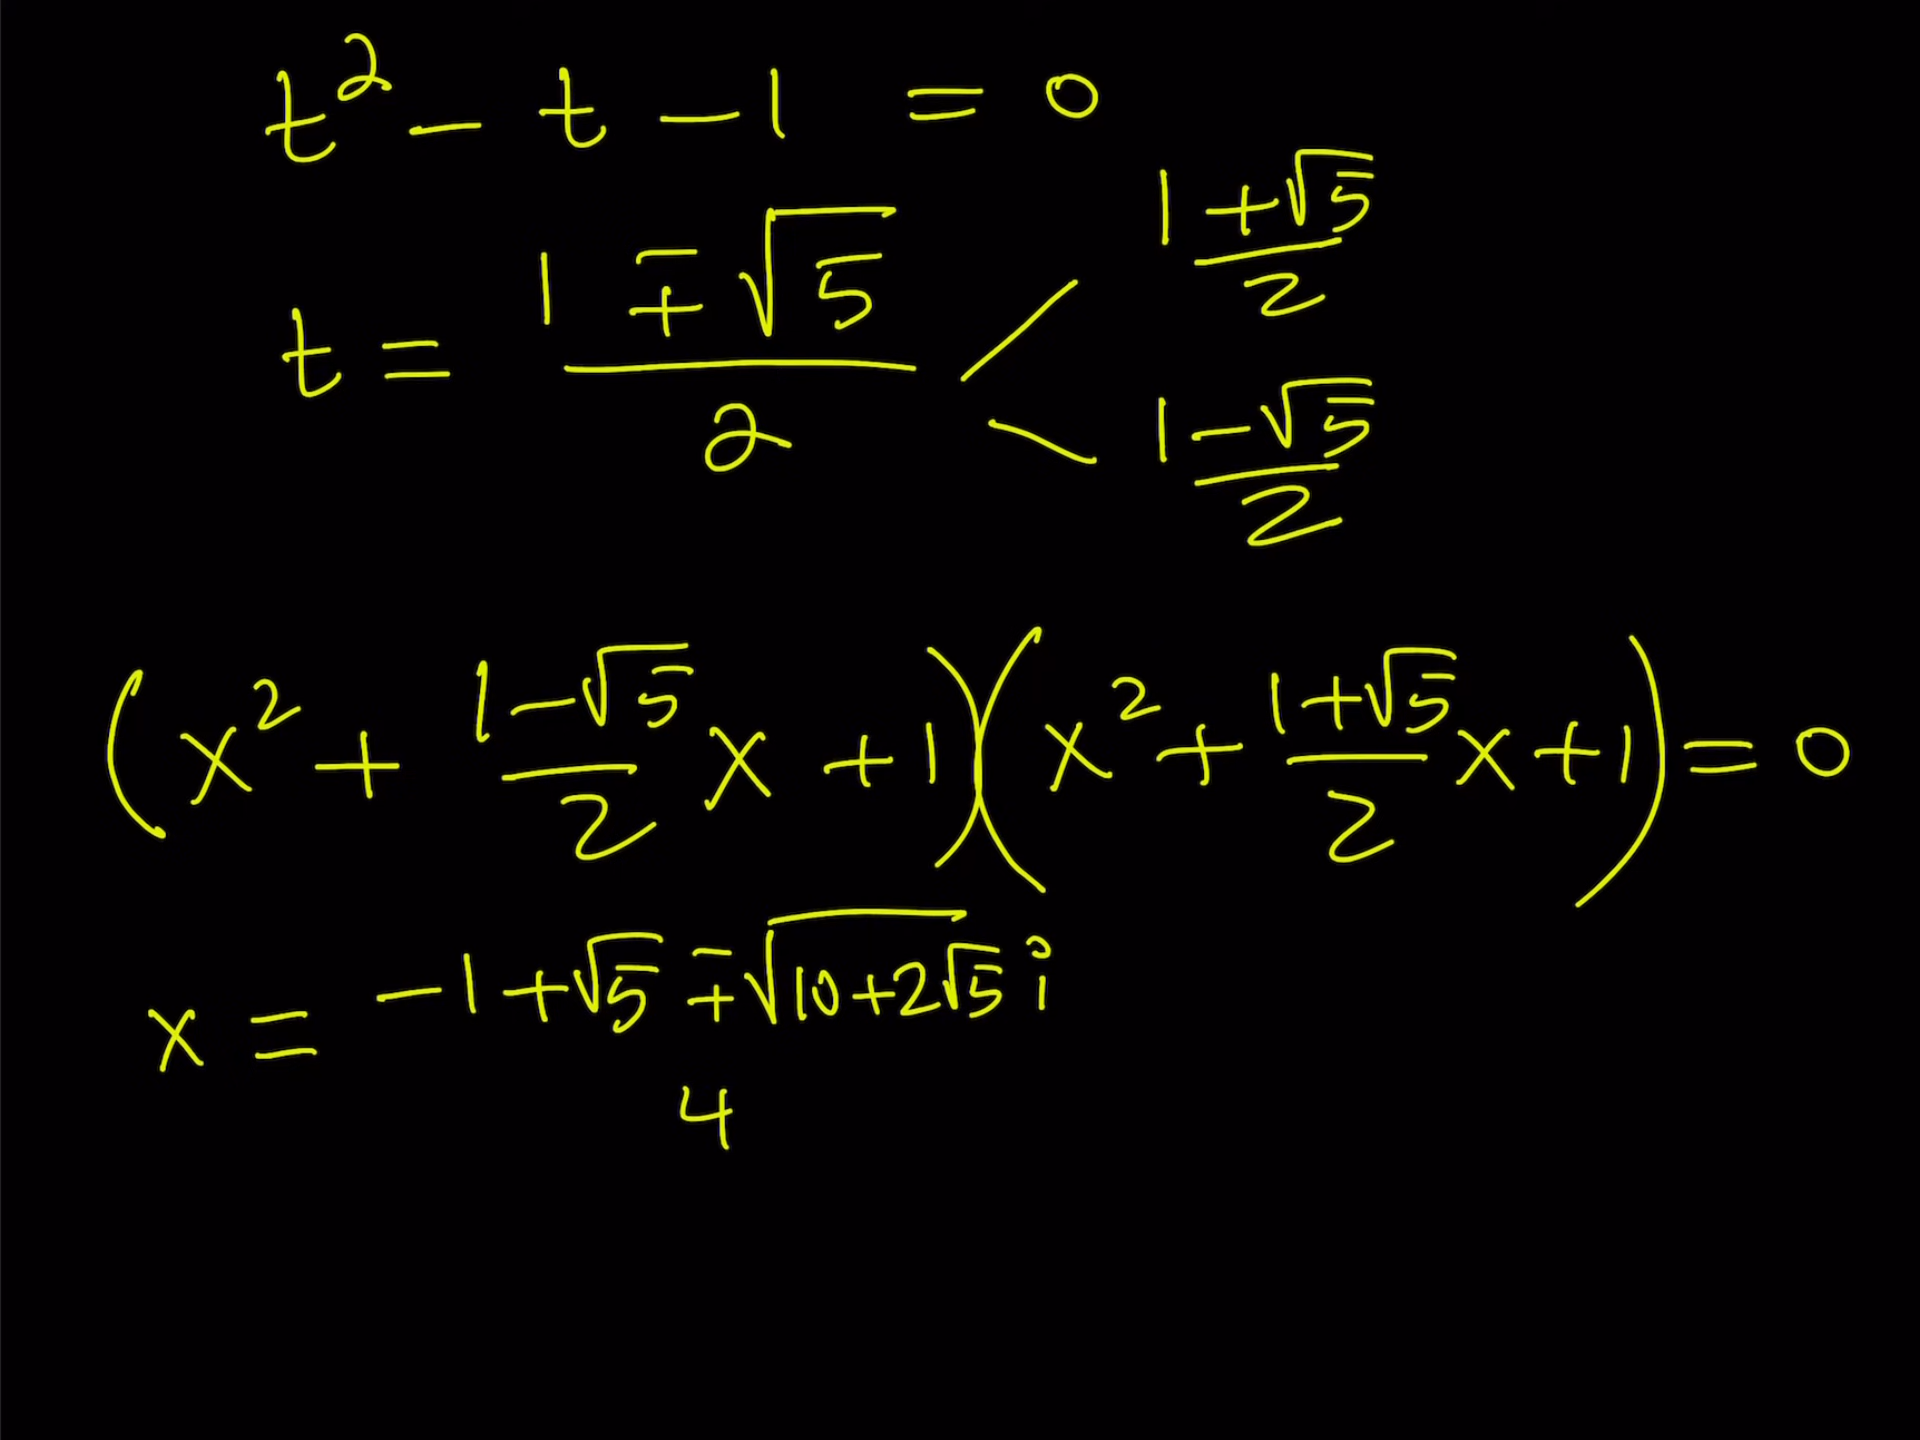 t² - t - 1 = 0
t = (1 ∓ √5)/2 ⟨ (1+√5)/2, (1-√5)/2
(x² + (1-√5)/2 x + 1)(x² + (1+√5)/2 x + 1) = 0
x = (-1+√5 ∓ √(10+2√5) i)/4